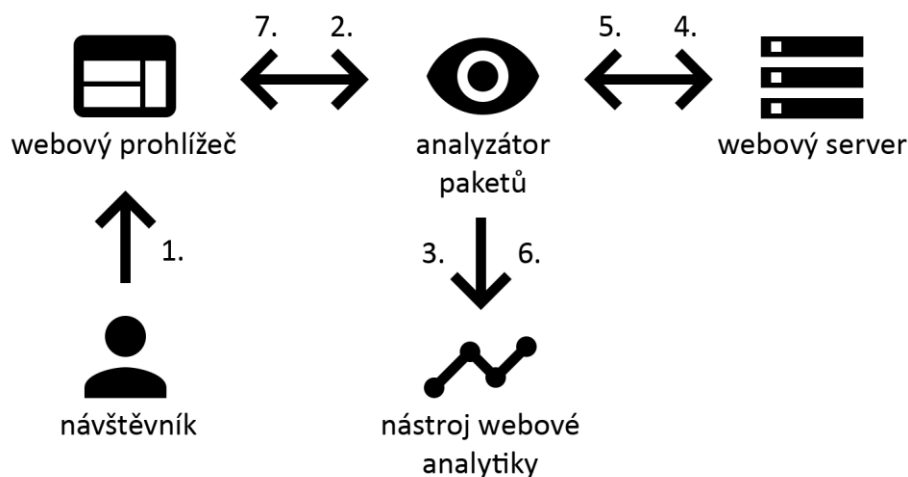 7. 2. 5. 4.
webový prohlížeč
analyzátor
paketů
webový server
1.
3. 6.
návštěvník
nástroj webové
analytiky